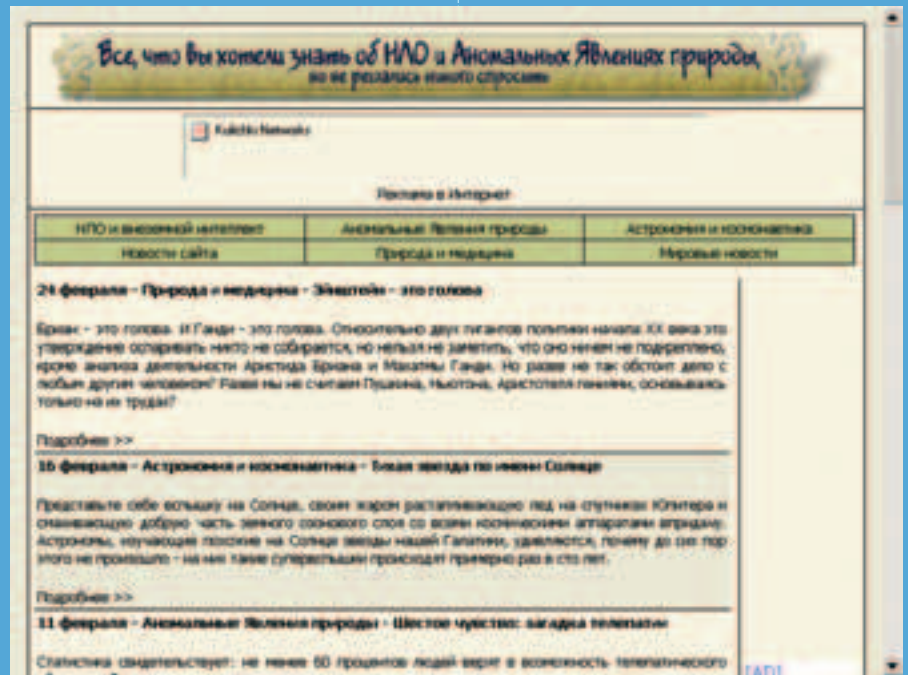 Все, что Вы хотели знать об НЛО и Аномальных Явлениях природы,
но не решались никого спросить
Kulichki Networks
Реклама в Интернет
НЛО и внеземной интеллект
Аномальные Явления природы
Астрономия и космонавтика
Новости сайта
Природа и медицина
Мировые новости
24 февраля - Природа и медицина - Эйнштейн - это голова
Бриан - это голова. И Ганди - это голова. Относительно двух гигантов политики начала XX века это
утверждение оспаривать никто не собирается, но нельзя не заметить, что оно ничем не подкреплено,
кроме анализа деятельности Аристида Бриана и Махатмы Ганди. Но разве не так обстоит дело с
любым другим человеком? Разве мы не считаем Пушкина, Ньютона, Аристотеля гениями, основываясь
только на их трудах?
Подробнее >>
16 февраля - Астрономия и космонавтика - Тихая звезда по имени Солнце
Представьте себе вспышку на Солнце, своим жаром растапливающую лед на спутниках Юпитера и
смахивающую добрую часть земного озонового слоя со всеми космическими аппаратами впридачу.
Астрономы, изучающие похожие на Солнце звезды нашей Галактики, удивляются, почему до сих пор
этого не произошло - на них такие супервспышки происходят примерно раз в сто лет.
Подробнее >>
11 февраля - Аномальные Явления природы - Шестое чувство: загадка телепатии
Статистика свидетельствует: не менее 60 процентов людей верят в возможность телепатического
[AD]